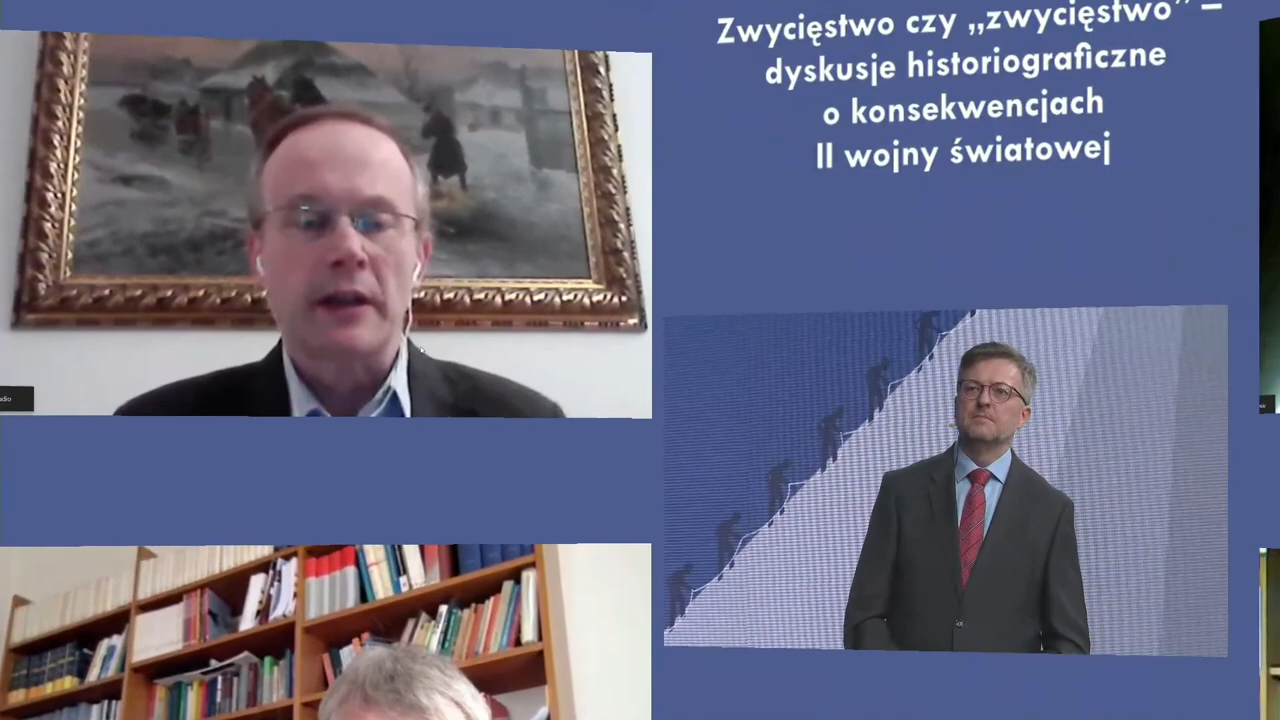 Zwycięstwo czy „zwycięstwo” –
dyskusje historiograficzne
o konsekwencjach
II wojny światowej